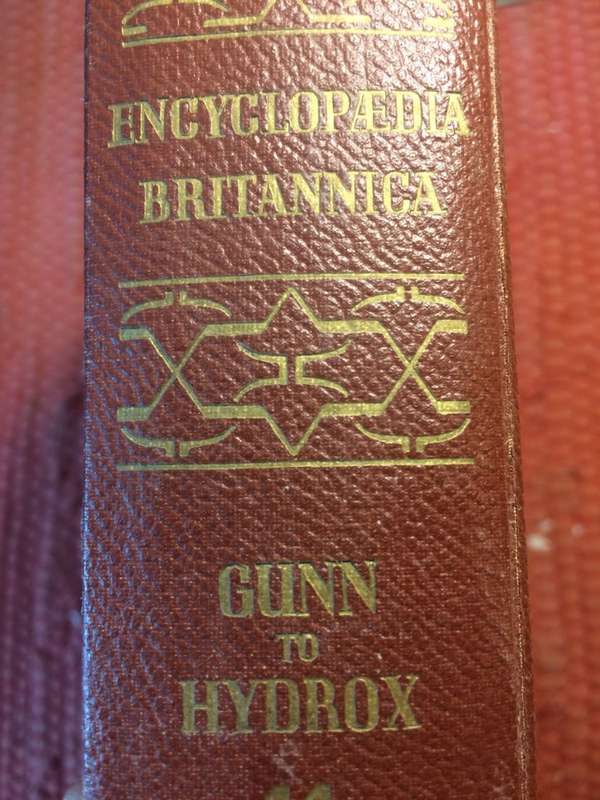 ENCYCLOPÆDIA
BRITANNICA
GUNN
TO
HYDROX